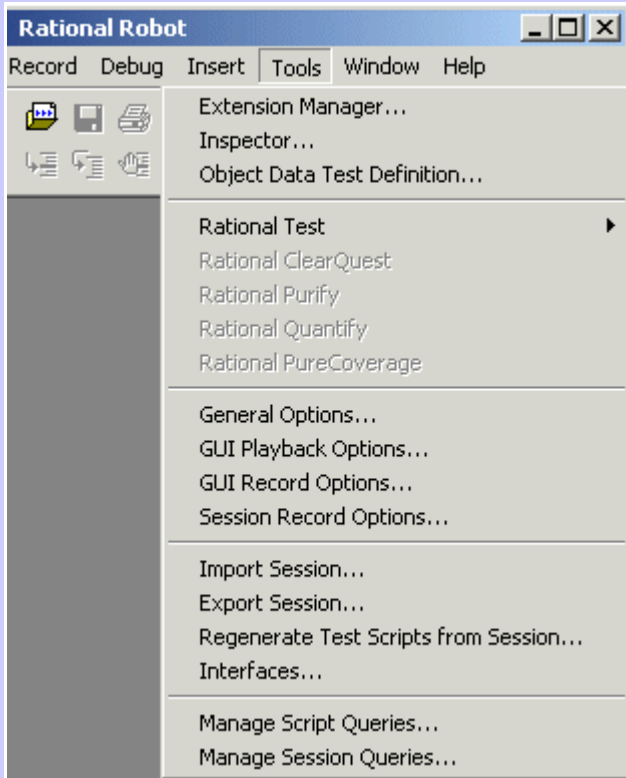 Rational Robot
Record Debug Insert Tools Window Help
Extension Manager...
Inspector...
Object Data Test Definition...
Rational Test
Rational ClearQuest
Rational Purify
Rational Quantify
Rational PureCoverage
General Options...
GUI Playback Options...
GUI Record Options...
Session Record Options...
Import Session...
Export Session...
Regenerate Test Scripts from Session...
Interfaces...
Manage Script Queries...
Manage Session Queries...